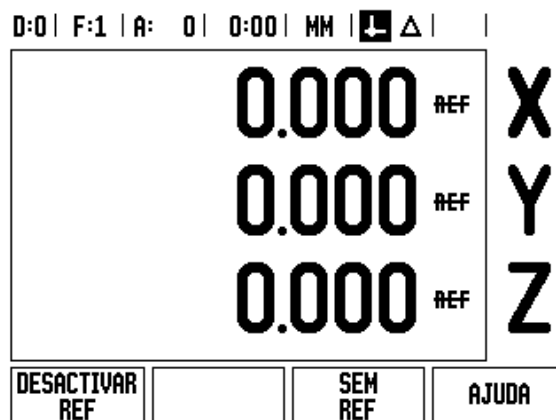 D:0 | F:1 | A: 0 | 0:00 | MM | Δ |
0.000 REF X
0.000 REF Y
0.000 REF Z
DESACTIVAR REF
SEM REF
AJUDA